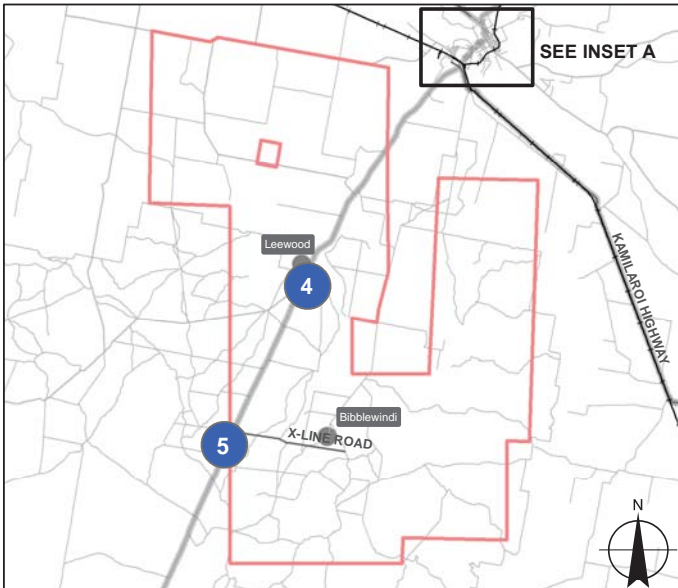 SEE INSET A
KAMILAROI HIGHWAY
Leewood
4
Bibblewindi
5
X-LINE ROAD
N